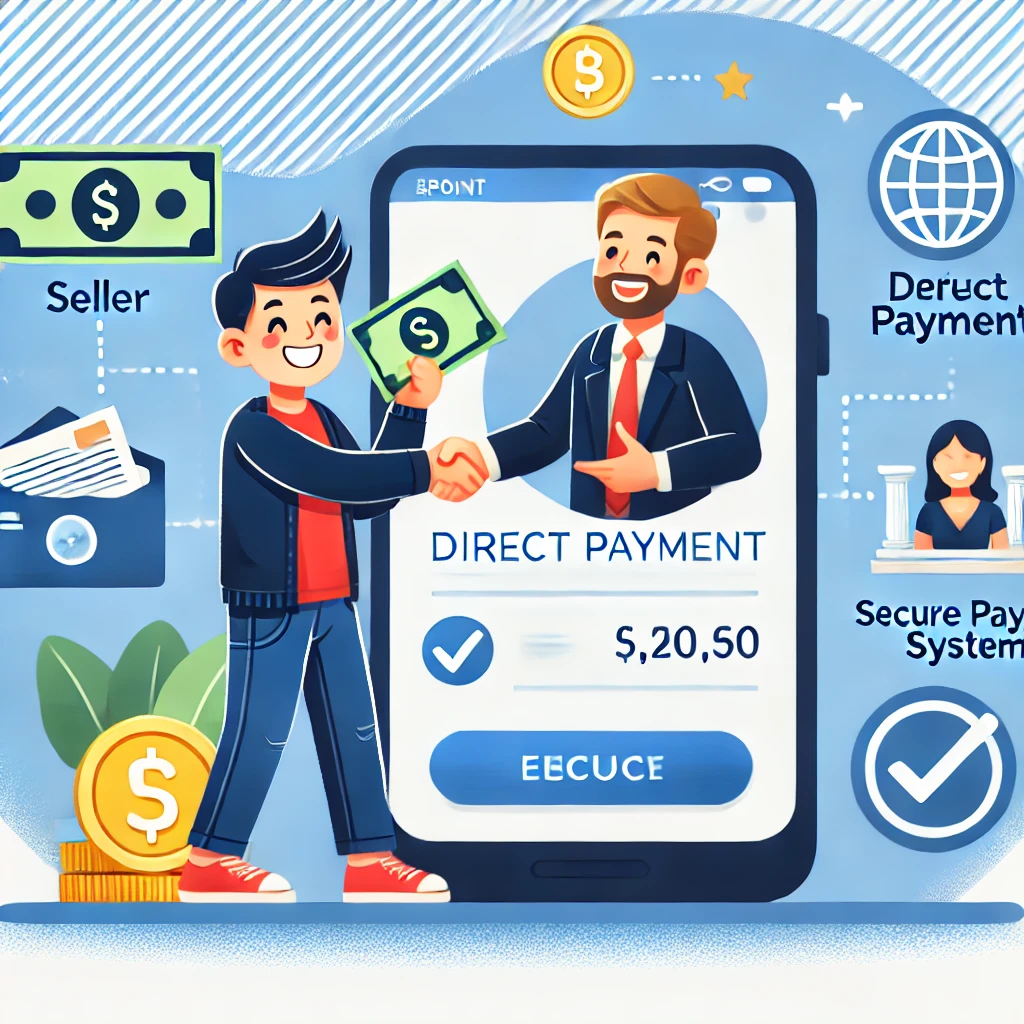 Seller
Deruct
Payment
DIRECT PAYMENT
$,20,50
Secure Pay
System
EECUCE